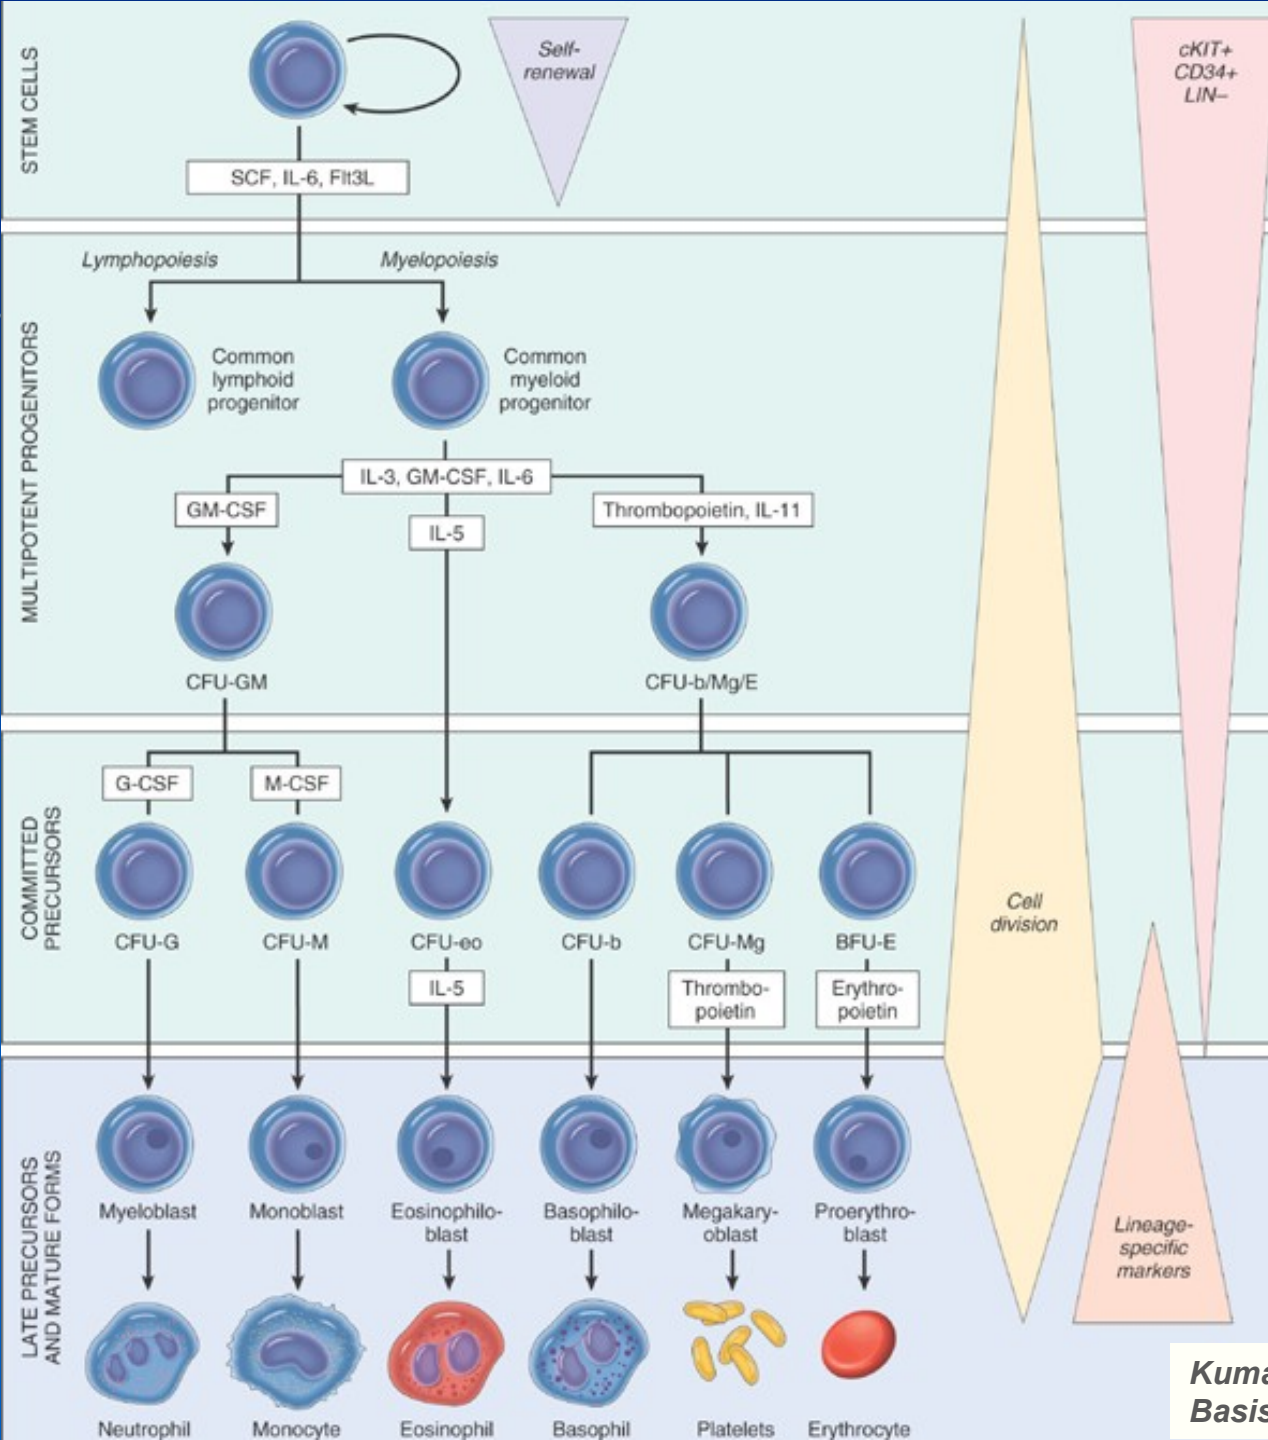 STEM CELLS
Self-
renewal
cKIT+
CD34+
LIN–
SCF, IL-6, Flt3L
MULTIPOTENT PROGENITORS
Lymphopoiesis
Myelopoiesis
Common
lymphoid
progenitor
Common
myeloid
progenitor
IL-3, GM-CSF, IL-6
GM-CSF
IL-5
Thrombopoietin, IL-11
CFU-GM
CFU-b/Mg/E
COMMITTED
PRECURSORS
G-CSF
M-CSF
CFU-G
CFU-M
CFU-eo
CFU-b
CFU-Mg
BFU-E
Cell
division
IL-5
Thrombo-
poietin
Erythro-
poietin
LATE PRECURSORS
AND MATURE FORMS
Myeloblast
Monoblast
Eosinophilo-
blast
Basophilo-
blast
Megakary-
oblast
Proerythro-
blast
Lineage-
specific
markers
Neutrophil
Monocyte
Eosinophil
Basophil
Platelets
Erythrocyte
Kuma
Basis